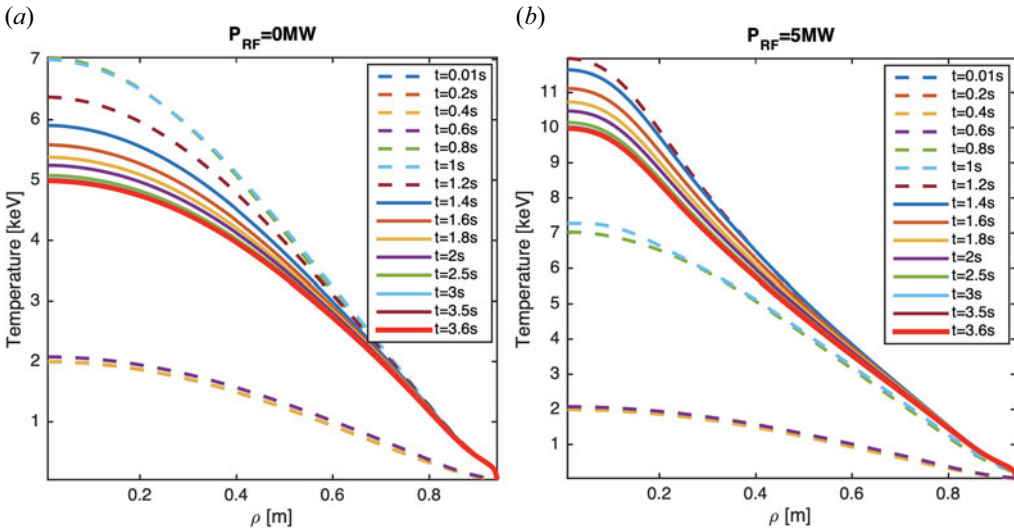 (a)
P_RF=0MW
7
6
5
4
3
2
1
Temperature [keV]
0.2 0.4 0.6 0.8
ρ [m]
t=0.01s
t=0.2s
t=0.4s
t=0.6s
t=0.8s
t=1s
t=1.2s
t=1.4s
t=1.6s
t=1.8s
t=2s
t=2.5s
t=3s
t=3.5s
t=3.6s
(b)
P_RF=5MW
11
10
9
8
7
6
5
4
3
2
1
Temperature [keV]
0.2 0.4 0.6 0.8
ρ [m]
t=0.01s
t=0.2s
t=0.4s
t=0.6s
t=0.8s
t=1s
t=1.2s
t=1.4s
t=1.6s
t=1.8s
t=2s
t=2.5s
t=3s
t=3.5s
t=3.6s